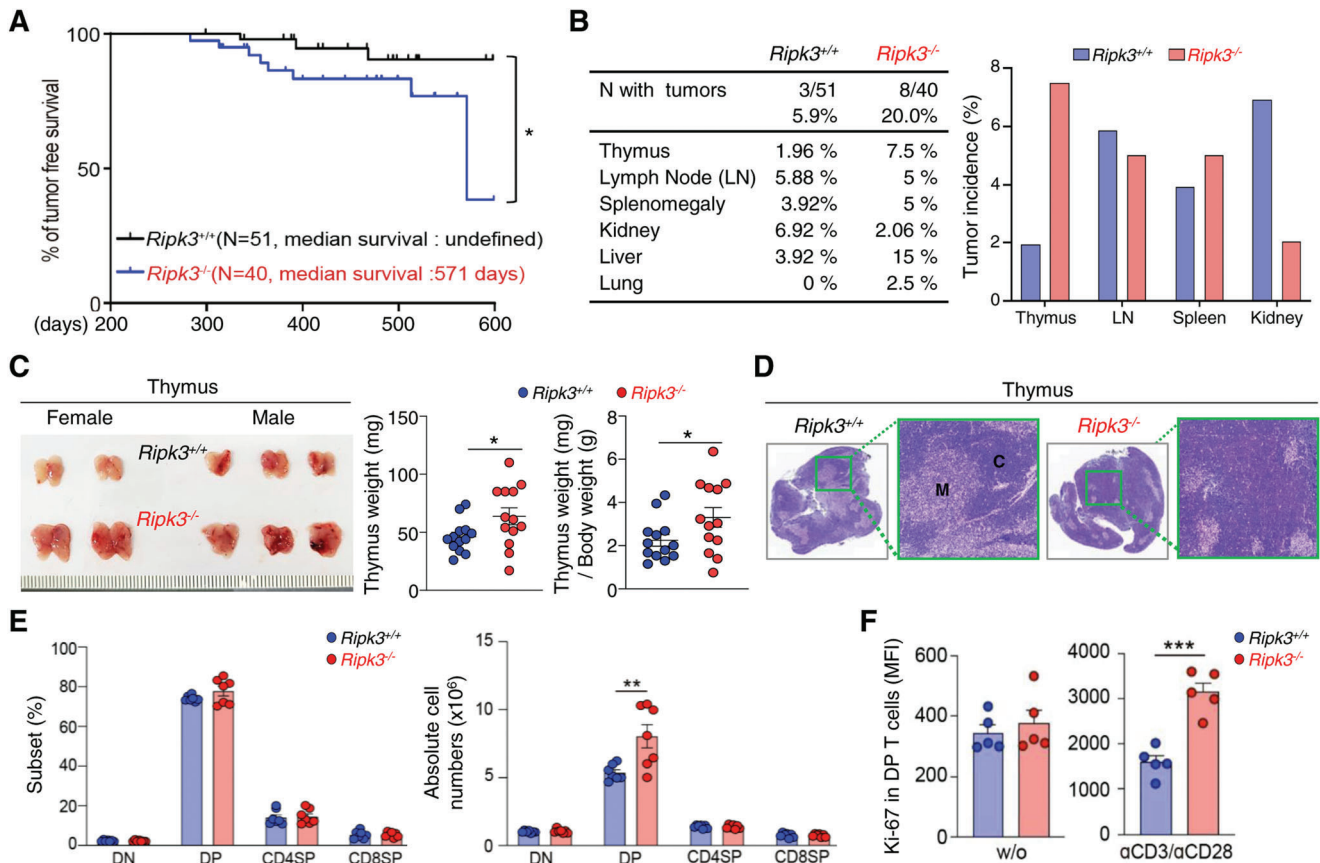 A
% of tumor free survival
100
50
0
Ripk3+/+(N=51, median survival : undefined)
Ripk3-/-(N=40, median survival :571 days)
*
(days)
200 300 400 500 600
B
Ripk3+/+ Ripk3-/-
N with tumors 3/51 8/40
5.9% 20.0%
Thymus 1.96 % 7.5 %
Lymph Node (LN) 5.88 % 5 %
Splenomegaly 3.92% 5 %
Kidney 6.92 % 2.06 %
Liver 3.92 % 15 %
Lung 0 % 2.5 %
Ripk3+/+ Ripk3-/-
Tumor incidence (%)
8
6
4
2
0
Thymus LN Spleen Kidney
C
Thymus
Female Male
Ripk3+/+
Ripk3-/-
Ripk3+/+ Ripk3-/-
Thymus weight (mg)
150
100
50
0
*
Thymus weight (mg)
/ Body weight (g)
8
6
4
2
0
*
D
Thymus
Ripk3+/+ Ripk3-/-
C
M
E
Ripk3+/+
Ripk3-/-
Subset (%)
100
80
60
40
20
0
DN DP CD4SP CD8SP
Absolute cell
numbers (x10⁶)
15
10
5
0
**
DN DP CD4SP CD8SP
F
Ripk3+/+
Ripk3-/-
Ki-67 in DP T cells (MFI)
600
400
200
0
w/o
4000
3000
2000
1000
0
***
αCD3/αCD28